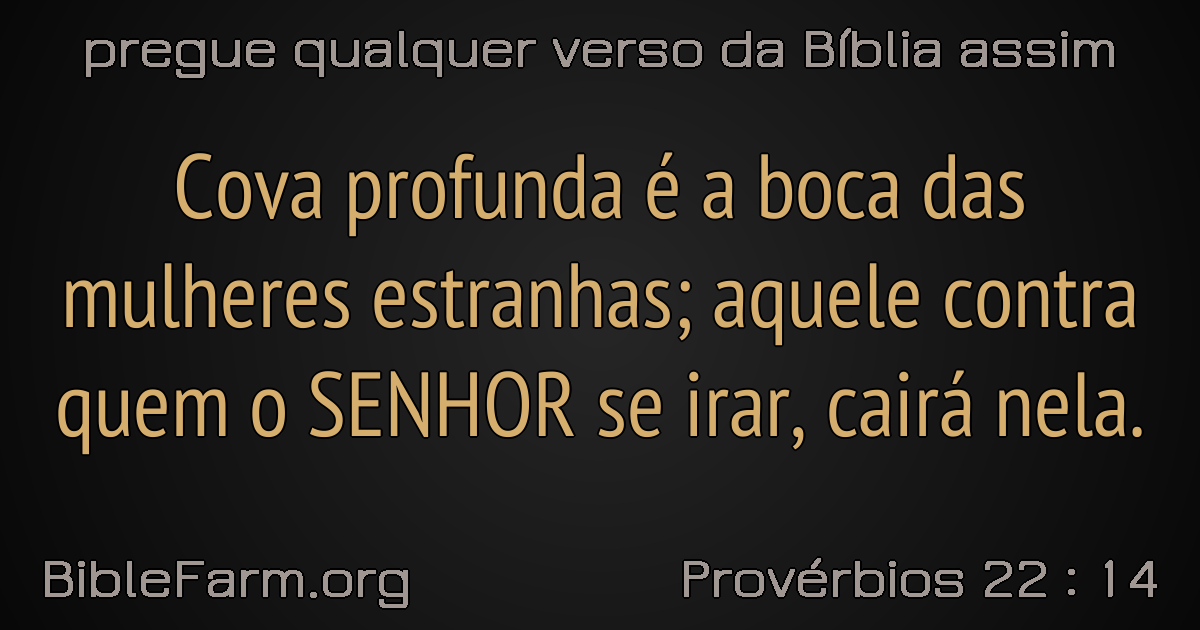 pregue qualquer verso da Bíblia assim
Cova profunda é a boca das
mulheres estranhas; aquele contra
quem o SENHOR se irar, cairá nela.
BibleFarm.org
Provérbios 22 : 14